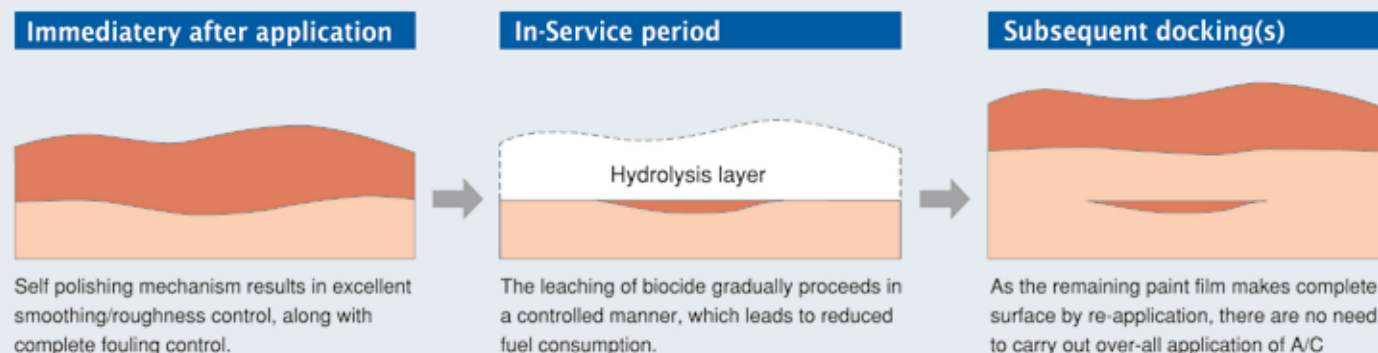 Immediatery after application
In-Service period
Subsequent docking(s)
Hydrolysis layer
Self polishing mechanism results in excellent
smoothing/roughness control, along with
complete fouling control.
The leaching of biocide gradually proceeds in
a controlled manner, which leads to reduced
fuel consumption.
As the remaining paint film makes complete
surface by re-application, there are no need
to carry out over-all application of A/C